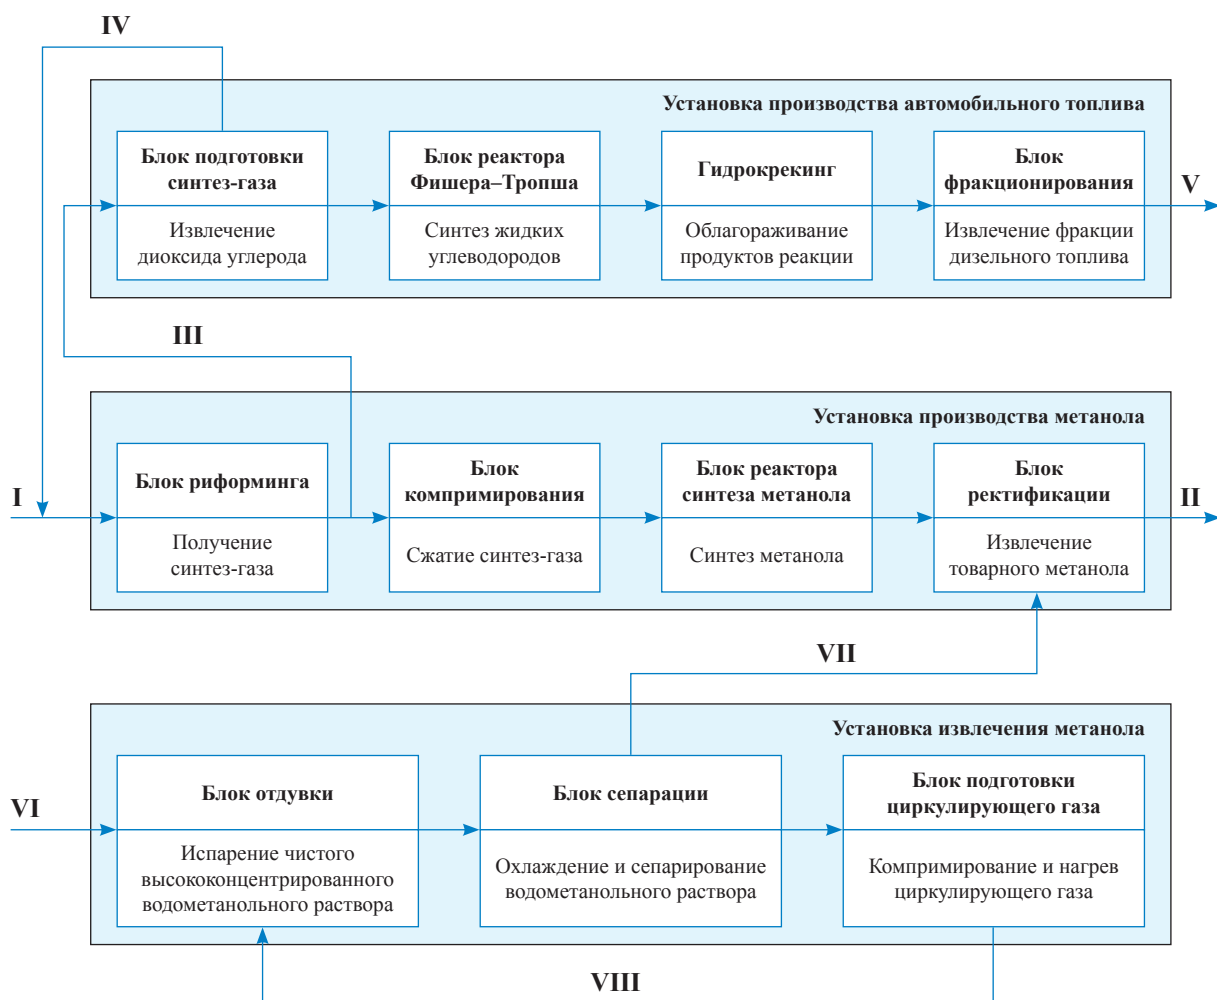 IV
Установка производства автомобильного топлива
Блок подготовки
синтез-газа
Извлечение
диоксида углерода
Блок реактора
Фишера–Тропша
Синтез жидких
углеводородов
Гидрокрекинг
Облагораживание
продуктов реакции
Блок
фракционирования
Извлечение фракции
дизельного топлива
V
III
Установка производства метанола
I
Блок риформинга
Получение
синтез-газа
Блок
компримирования
Сжатие синтез-газа
Блок реактора
синтеза метанола
Синтез метанола
Блок
ректификации
Извлечение
товарного метанола
II
VII
Установка извлечения метанола
VI
Блок отдувки
Испарение чистого
высококонцентрированного
водометанольного раствора
Блок сепарации
Охлаждение и сепарирование
водометанольного раствора
Блок подготовки
циркулирующего газа
Компримирование и нагрев
циркулирующего газа
VIII